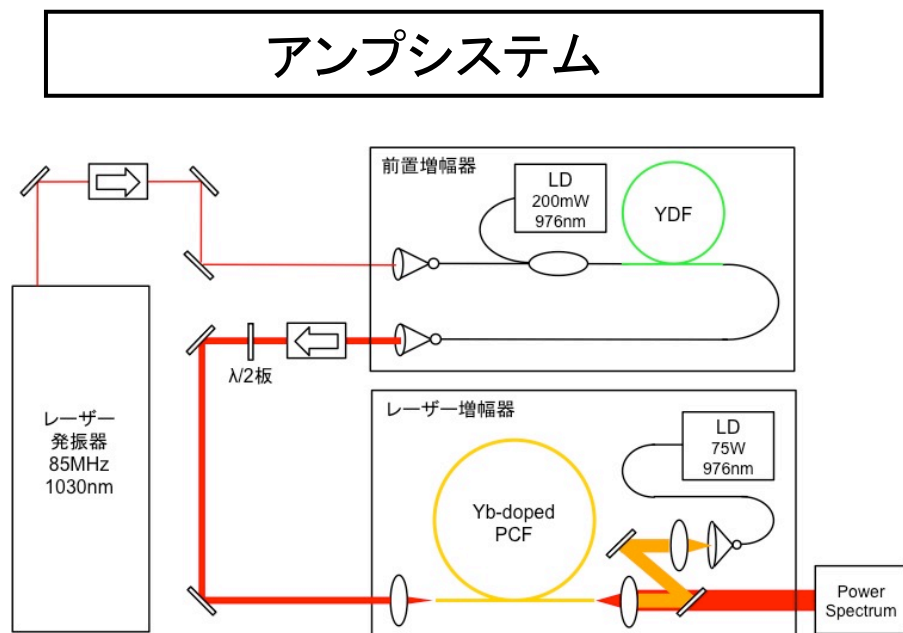 アンプシステム
前置増幅器
LD
200mW
976nm
YDF
λ/2板
レーザー
発振器
85MHz
1030nm
レーザー増幅器
LD
75W
976nm
Yb-doped
PCF
Power
Spectrum